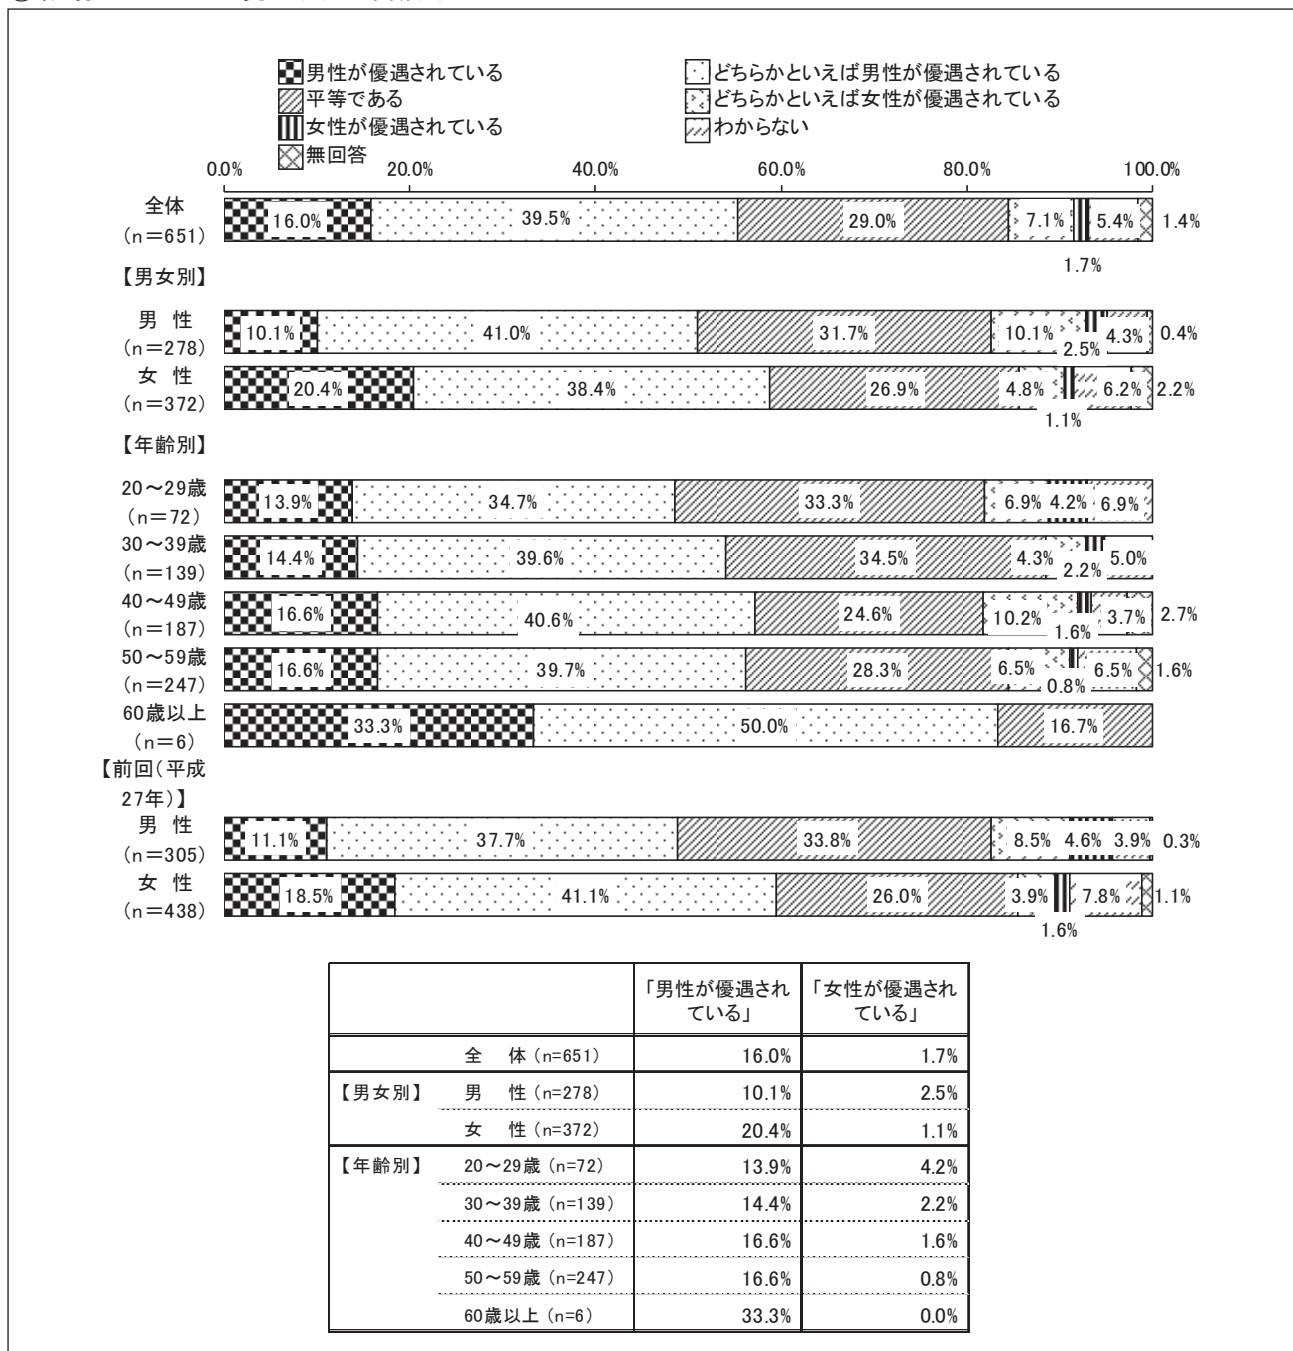 男性が優遇されている　どちらかといえば男性が優遇されている
平等である　どちらかといえば女性が優遇されている
女性が優遇されている　わからない
無回答
0.0%　20.0%　40.0%　60.0%　80.0%　100.0%
全体
(n＝651)
16.0%　39.5%　29.0%　7.1%　1.7%　5.4%　1.4%
【男女別】
男 性
(n＝278)
10.1%　41.0%　31.7%　10.1%　2.5%　4.3%　0.4%
女 性
(n＝372)
20.4%　38.4%　26.9%　4.8%　1.1%　6.2%　2.2%
【年齢別】
20～29歳
(n＝72)
13.9%　34.7%　33.3%　6.9%　4.2%　6.9%
30～39歳
(n＝139)
14.4%　39.6%　34.5%　4.3%　2.2%　5.0%
40～49歳
(n＝187)
16.6%　40.6%　24.6%　10.2%　1.6%　3.7%　2.7%
50～59歳
(n＝247)
16.6%　39.7%　28.3%　6.5%　0.8%　6.5%　1.6%
60歳以上
(n＝6)
33.3%　50.0%　16.7%
【前回(平成
27年)】
男 性
(n＝305)
11.1%　37.7%　33.8%　8.5%　4.6%　3.9%　0.3%
女 性
(n＝438)
18.5%　41.1%　26.0%　3.9%　1.6%　7.8%　1.1%
「男性が優遇され
ている」
「女性が優遇され
ている」
全 体 (n=651)　16.0%　1.7%
【男女別】　男 性 (n=278)　10.1%　2.5%
女 性 (n=372)　20.4%　1.1%
【年齢別】　20～29歳 (n=72)　13.9%　4.2%
30～39歳 (n=139)　14.4%　2.2%
40～49歳 (n=187)　16.6%　1.6%
50～59歳 (n=247)　16.6%　0.8%
60歳以上 (n=6)　33.3%　0.0%